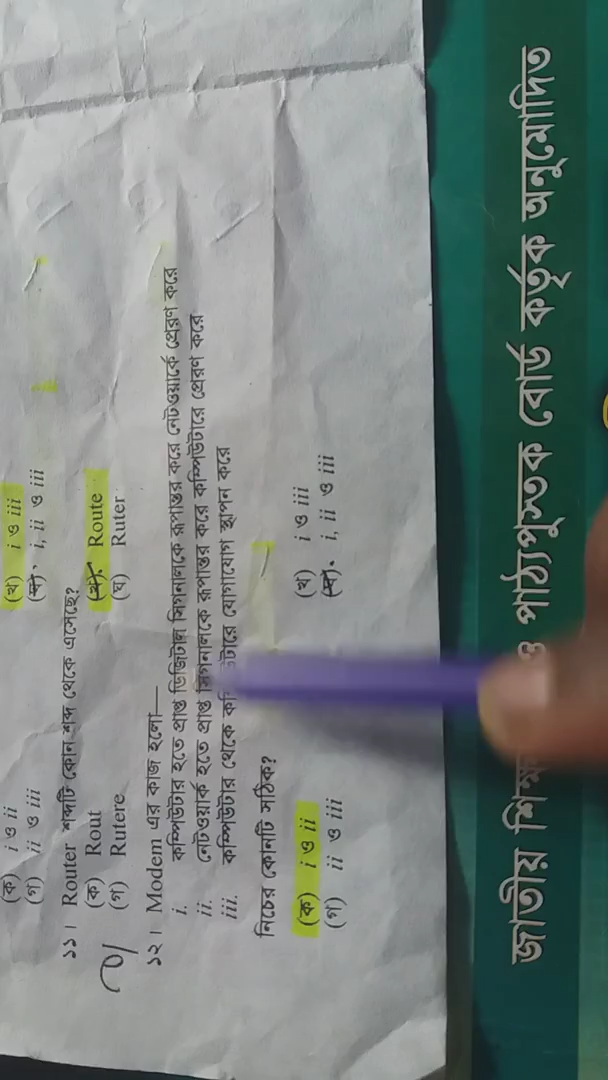 (ক) i ও ii (খ) i ও iii
(গ) ii ও iii i, ii ও iii
১১। Router শব্দটি কোন শব্দ থেকে এসেছে?
(ক) Rout Route
(গ) Rutere (ঘ) Ruter
১২। Modem এর কাজ হলো—
i. কম্পিউটার হতে প্রাপ্ত ডিজিটাল সিগনালকে রূপান্তর করে নেটওয়ার্কে প্রেরণ করে
ii. নেটওয়ার্ক হতে প্রাপ্ত সিগনালকে রূপান্তর করে কম্পিউটারে প্রেরণ করে
iii. কম্পিউটার থেকে যোগাযোগ স্থাপন করে
নিচের কোনটি সঠিক?
(ক) i ও ii (খ) i ও iii
(গ) ii ও iii i, ii ও iii
জাতীয় ও পাঠ্যপুস্তক বোর্ড কর্তৃক অনুমোদিত